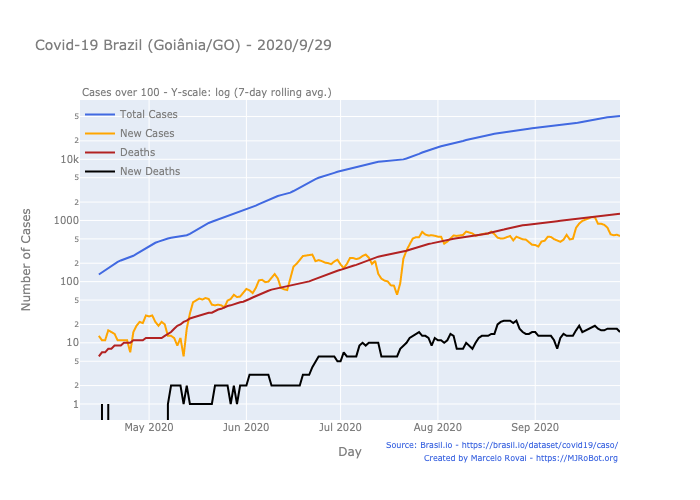 Covid-19 Brazil (Goiânia/GO) - 2020/9/29
Cases over 100 - Y-scale: log (7-day rolling avg.)
Total Cases
New Cases
Deaths
New Deaths
Number of Cases
5
2
10k
5
2
1000
5
2
100
5
2
10
5
2
1
May 2020
Jun 2020
Jul 2020
Aug 2020
Sep 2020
Day
Source: Brasil.io - https://brasil.io/dataset/covid19/caso/
Created by Marcelo Rovai - https://MJRoBot.org